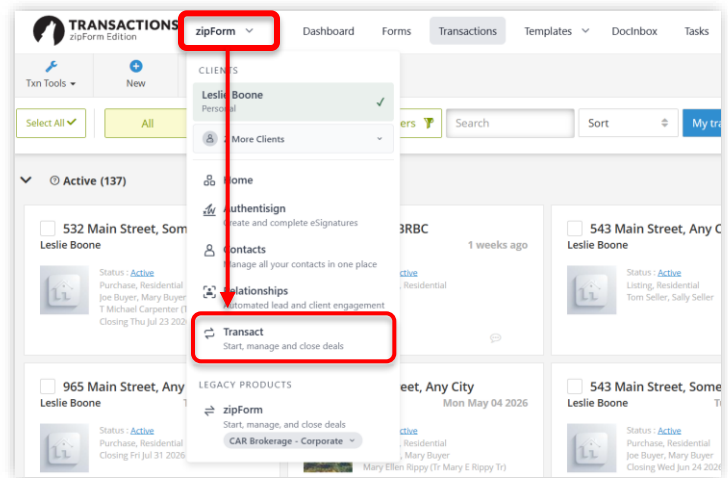 TRANSACTIONS
zipForm Edition
zipForm
Dashboard
Forms
Transactions
Templates
DocInbox
Tasks
Txn Tools
New
CLIENTS
Leslie Boone
Personal
More Clients
Select All
All
ers
Search
Sort
My tra
Active (137)
Home
Authentisign
Create and complete eSignatures
Contacts
Manage all your contacts in one place
Relationships
Automated lead and client engagement
Transact
Start, manage and close deals
LEGACY PRODUCTS
zipForm
Start, manage, and close deals
CAR Brokerage - Corporate
532 Main Street, Som
Leslie Boone
Status : Active
Purchase, Residential
Joe Buyer, Mary Buyer
T Michael Carpenter (T
Closing Thu Jul 23 202
BRBC
1 weeks ago
ctive
, Residential
543 Main Street, Any C
Leslie Boone
Status : Active
Listing, Residential
Tom Seller, Sally Seller
965 Main Street, Any
Leslie Boone
Status : Active
Purchase, Residential
Closing Fri Jul 31 2026
eet, Any City
Mon May 04 2026
ctive
, Residential
, Mary Buyer
Mary Ellen Rippy (Tr Mary E Rippy Tr)
543 Main Street, Some
Leslie Boone
Status : Active
Purchase, Residential
Joe Buyer, Mary Buyer
Closing Wed Jun 24 2026